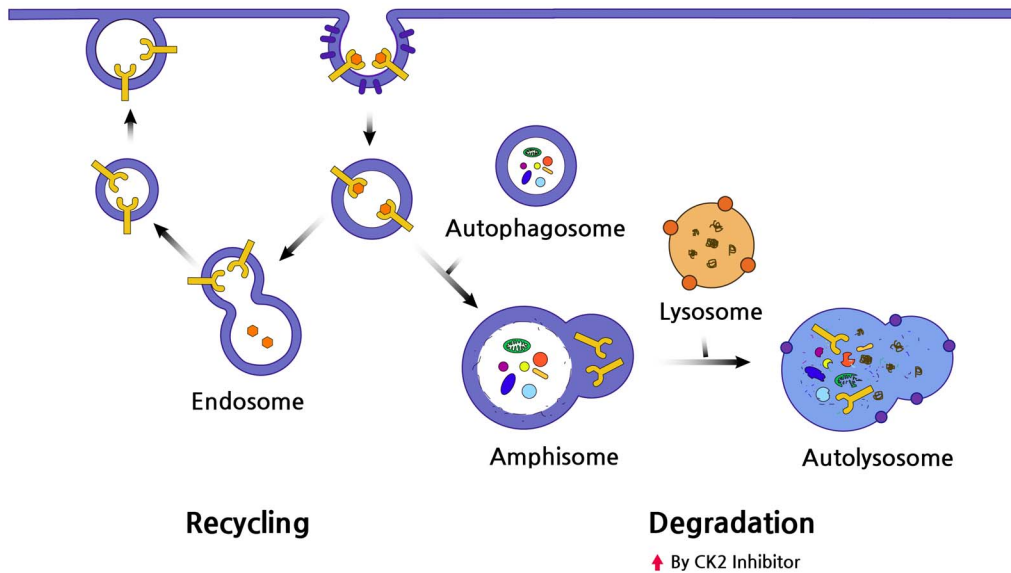 Autophagosome
Lysosome
Endosome
Amphisome
Autolysosome
Recycling
Degradation
By CK2 Inhibitor